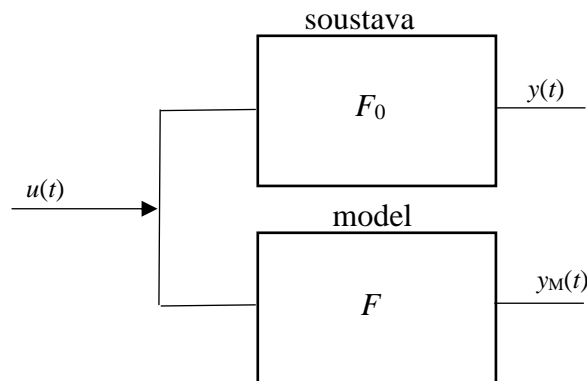 soustava
F₀
y(t)
u(t)
model
F
yₘ(t)